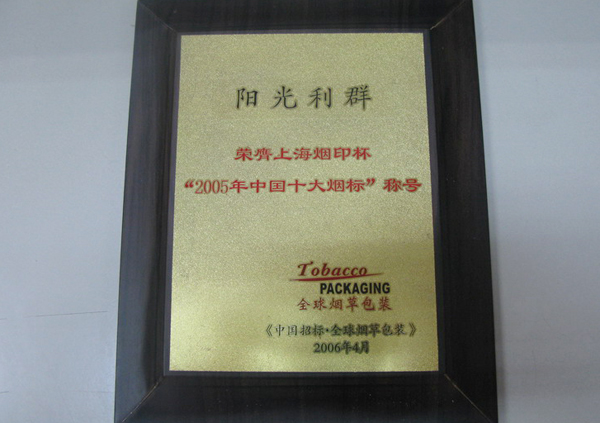 阳光利群
荣膺上海烟印杯
“2005年中国十大烟标”称号
Tobacco
PACKAGING
全球烟草包装
《中国招标·全球烟草包装》
2006年4月